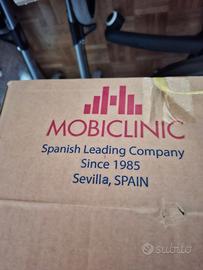 MOBICLINIC
Spanish Leading Company
Since 1985
Sevilla, SPAIN
subito